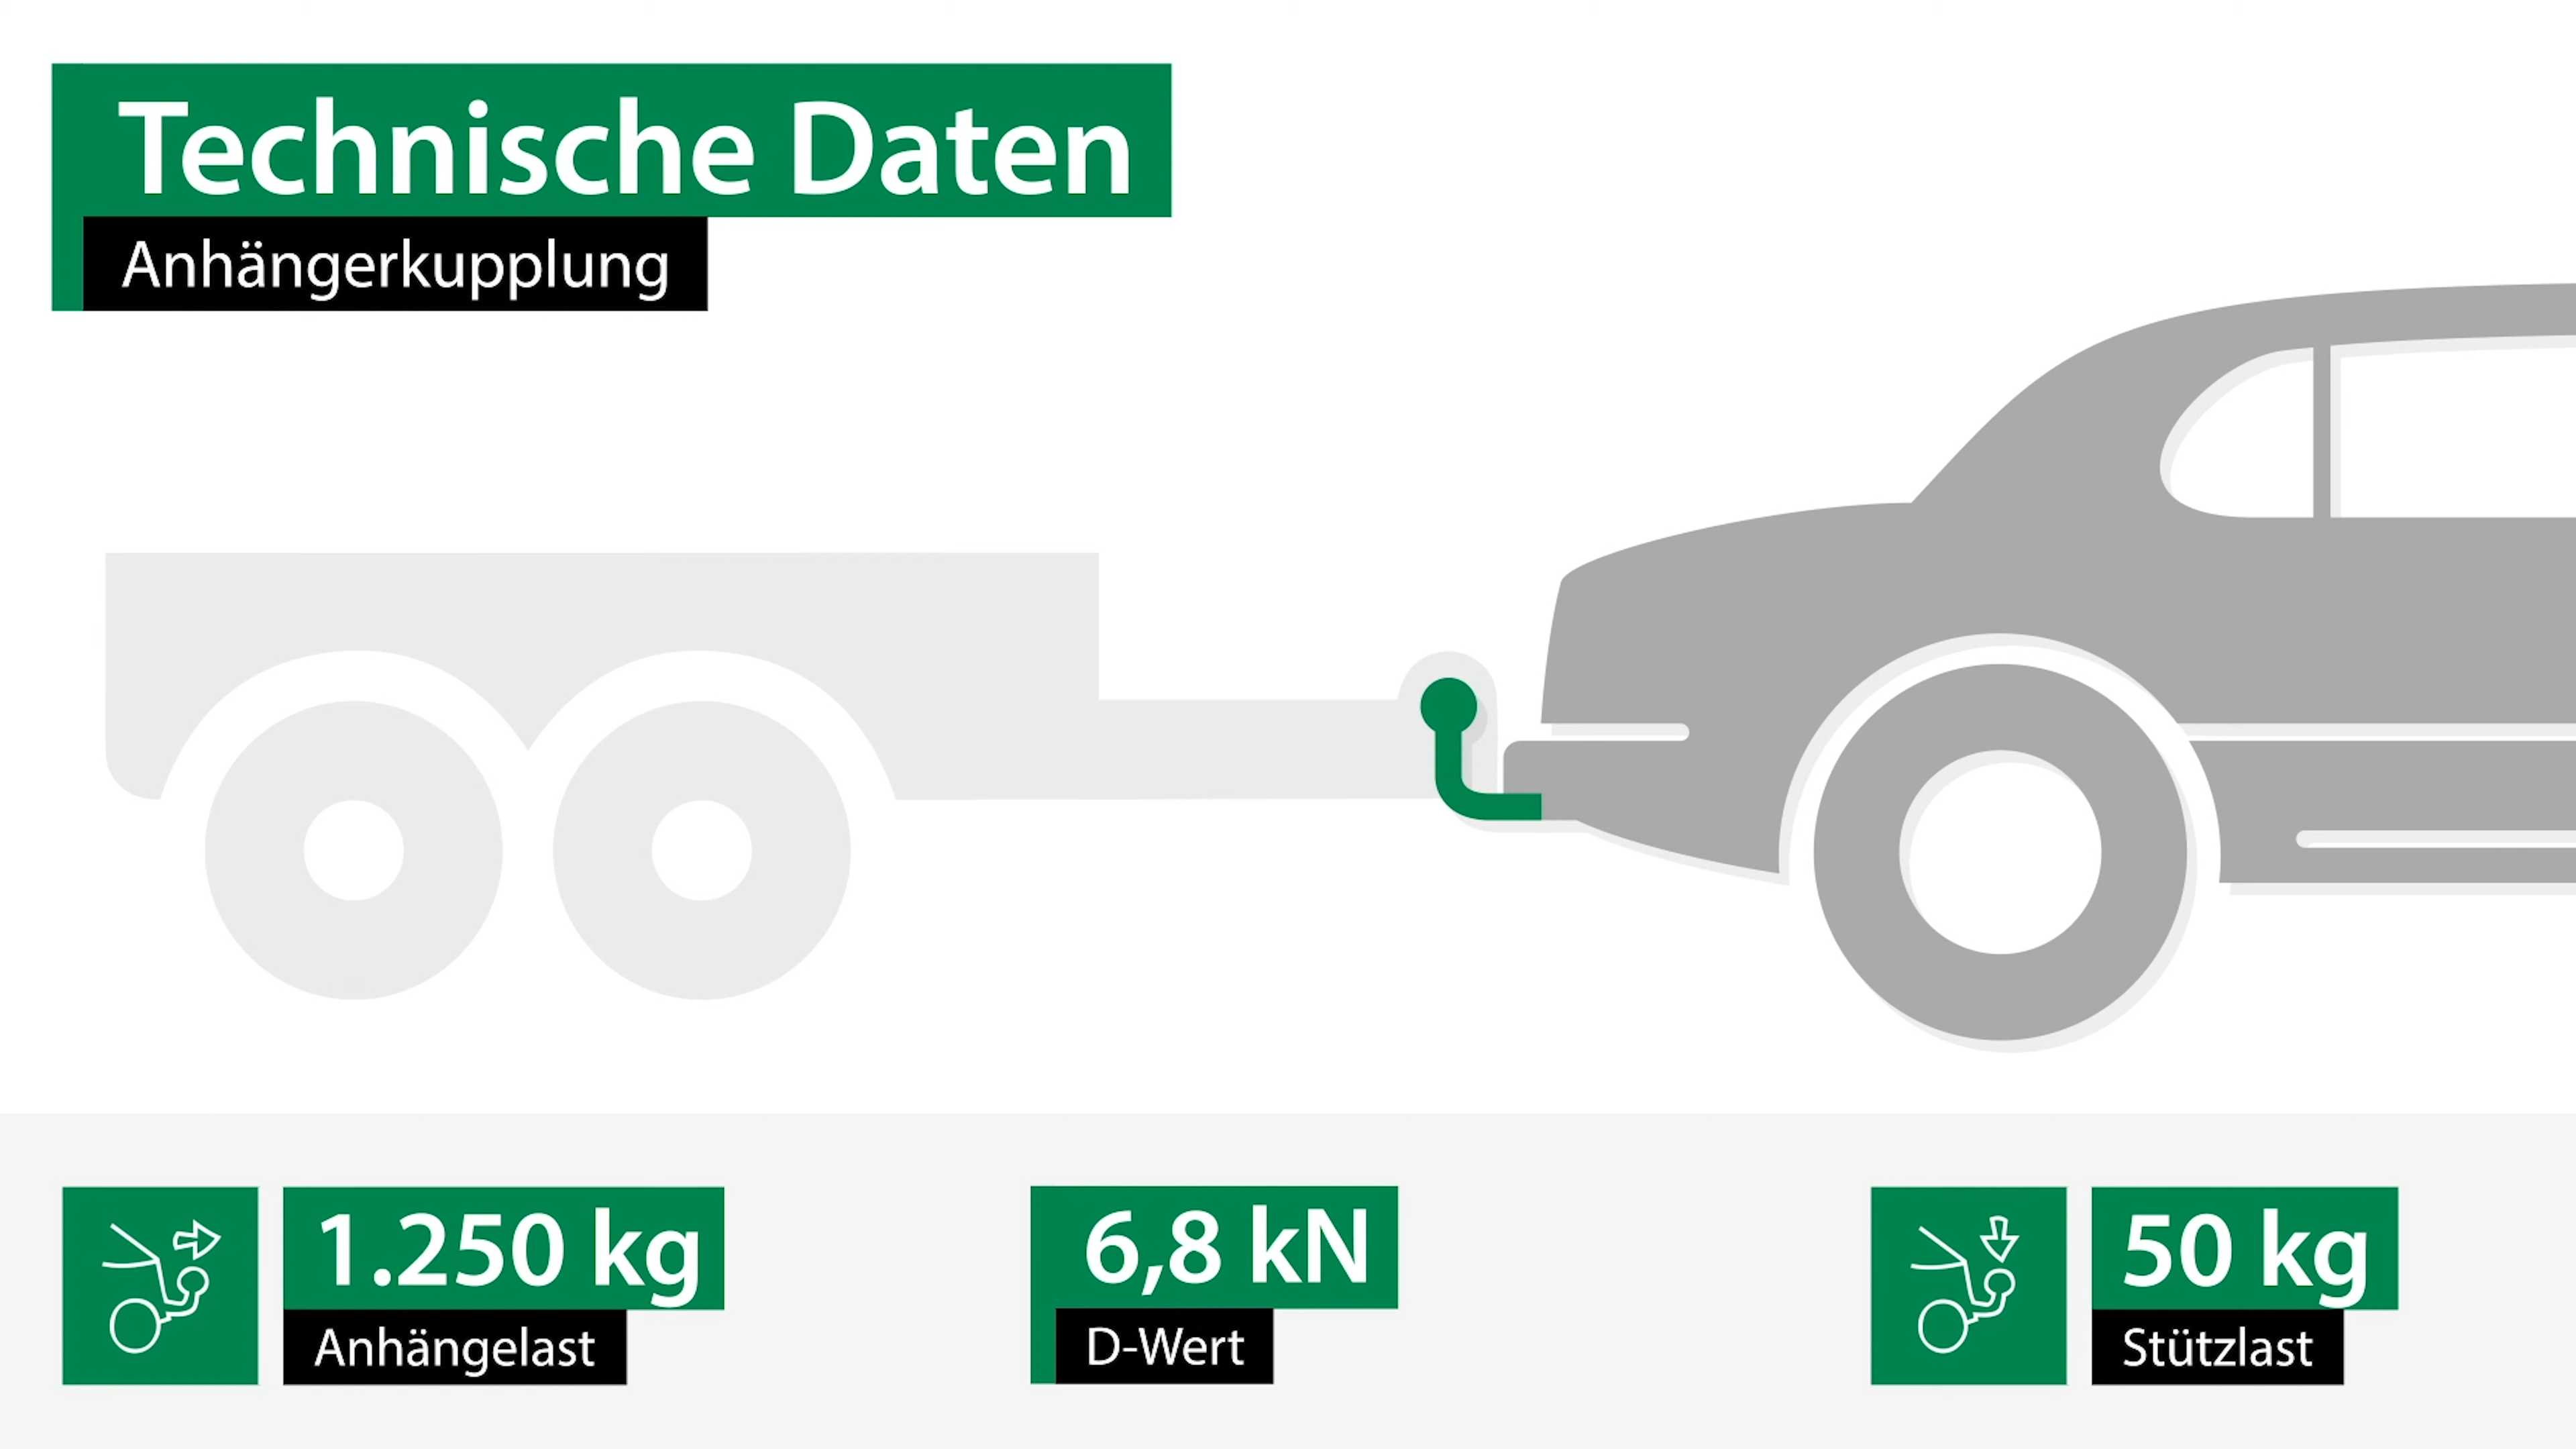 Technische Daten
Anhängerkupplung
1.250 kg
Anhängelast
6,8 kN
D-Wert
50 kg
Stützlast